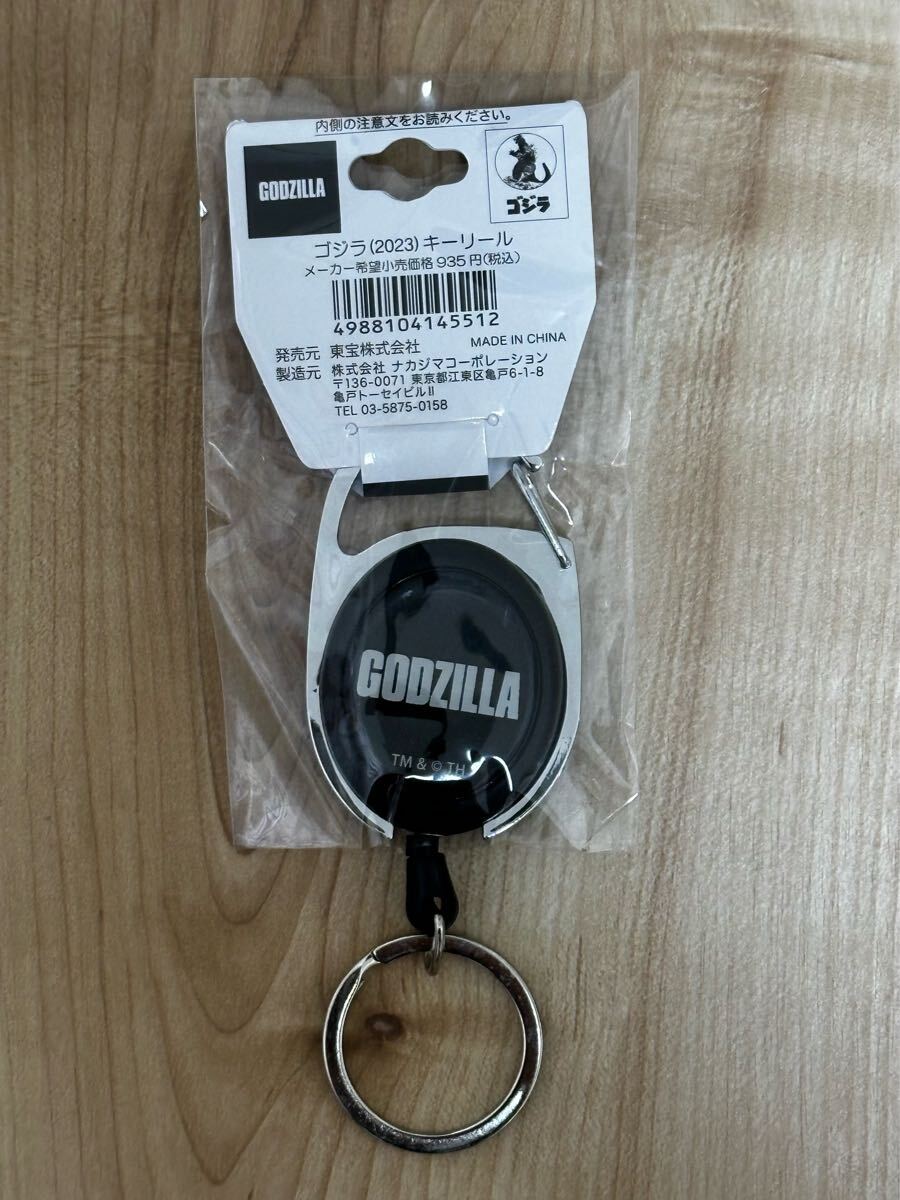 内側の注意文をお読みください。
GODZILLA
ゴジラ
ゴジラ(2023)キーリール
メーカー希望小売価格 935円(税込)
4988104145512
MADE IN CHINA
発売元 東宝株式会社
製造元 株式会社 ナカジマコーポレーション
〒136-0071 東京都江東区亀戸6-1-8
亀戸トーセイビルII
TEL 03-5875-0158
GODZILLA
TM & © TH